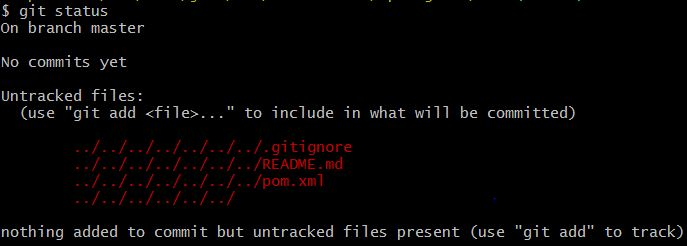 $ git status
On branch master
No commits yet
Untracked files:
(use "git add <file>..." to include in what will be committed)
../../../../../../../.gitignore
../../../../../../../README.md
../../../../../../../pom.xml
../../../../../../
nothing added to commit but untracked files present (use "git add" to track)